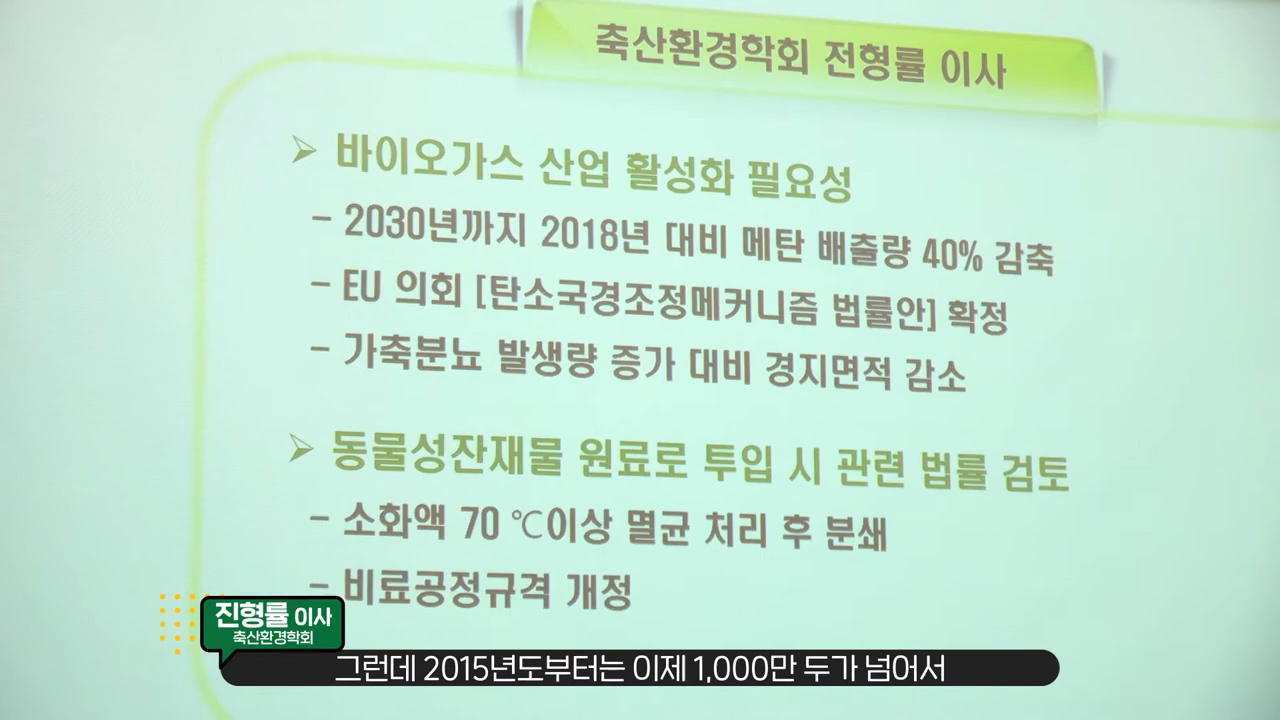 축산환경학회 전형률 이사
➢ 바이오가스 산업 활성화 필요성
- 2030년까지 2018년 대비 메탄 배출량 40% 감축
- EU 의회 [탄소국경조정메커니즘 법률안] 확정
- 가축분뇨 발생량 증가 대비 경지면적 감소
➢ 동물성잔재물 원료로 투입 시 관련 법률 검토
- 소화액 70 ℃이상 멸균 처리 후 분쇄
- 비료공정규격 개정
진형률 이사
축산환경학회
그런데 2015년도부터는 이제 1,000만 두가 넘어서